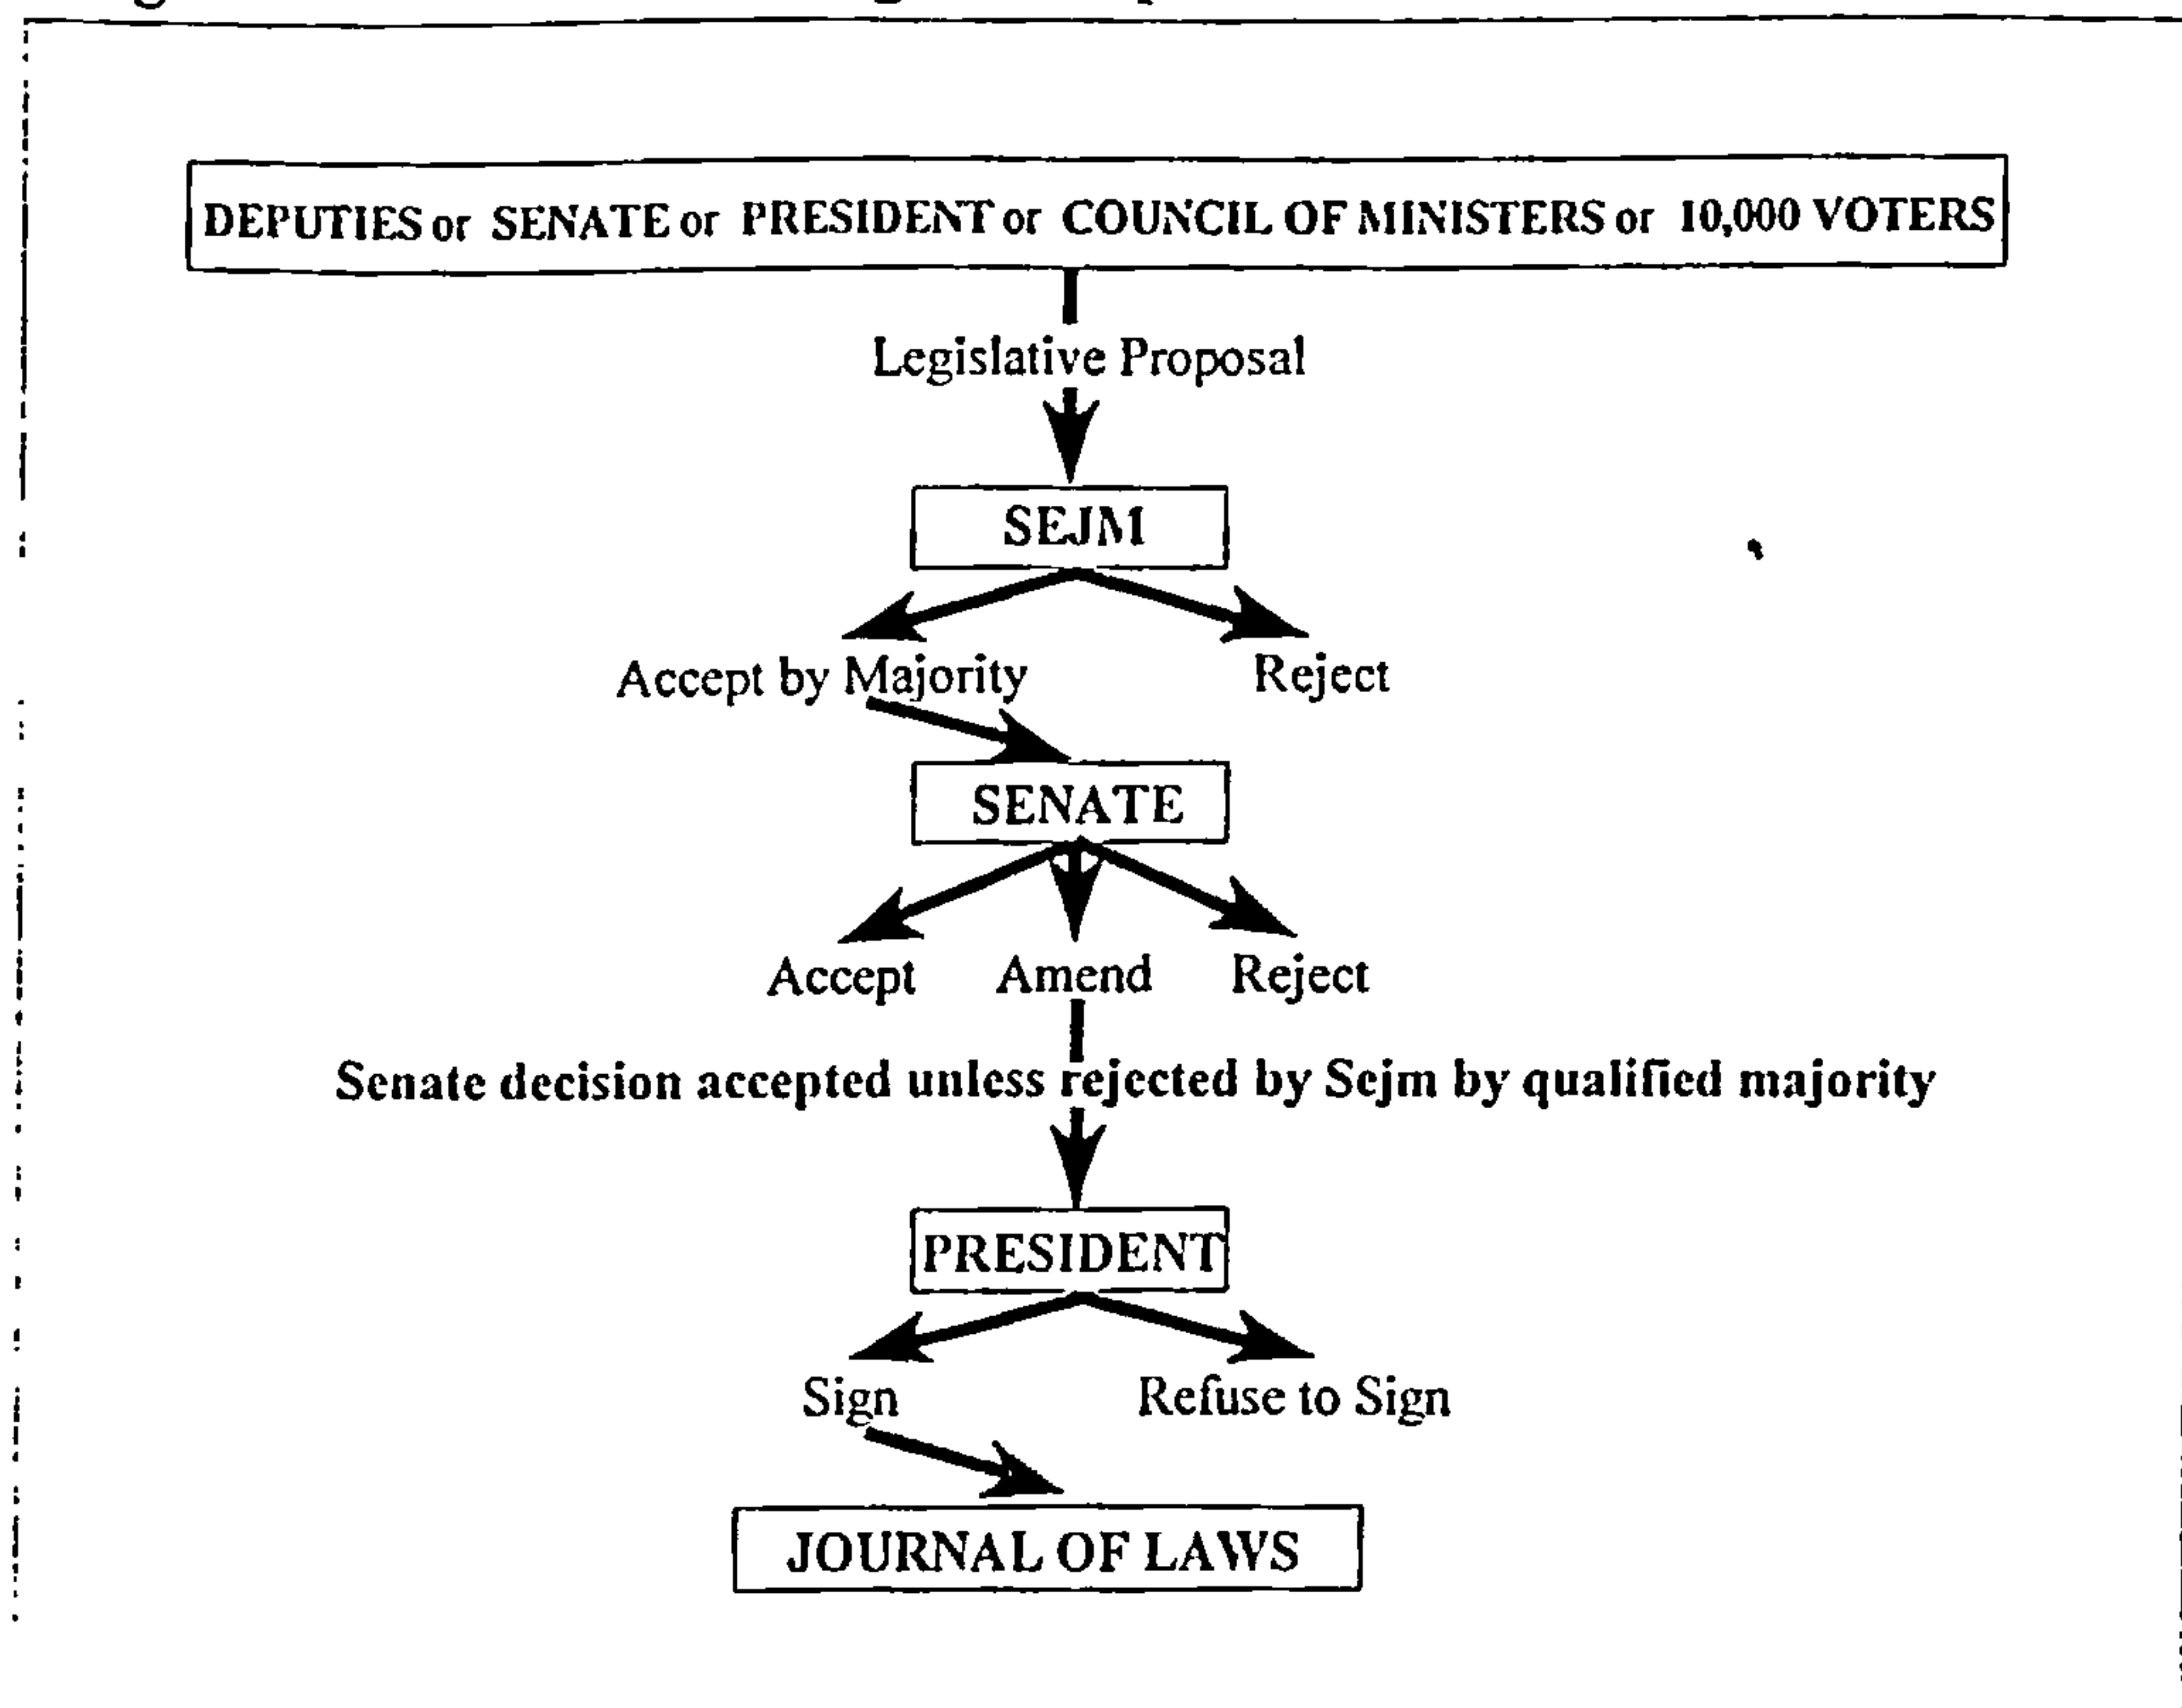 DEPUTIES or SENATE or PRESIDENT or COUNCIL OF MINISTERS or 10,000 VOTERS
Legislative Proposal
SEJM
Accept by Majority Reject
SENATE
Accept Amend Reject
Senate decision accepted unless rejected by Sejm by qualified majority
PRESIDENT
Sign Refuse to Sign
JOURNAL OF LAWS